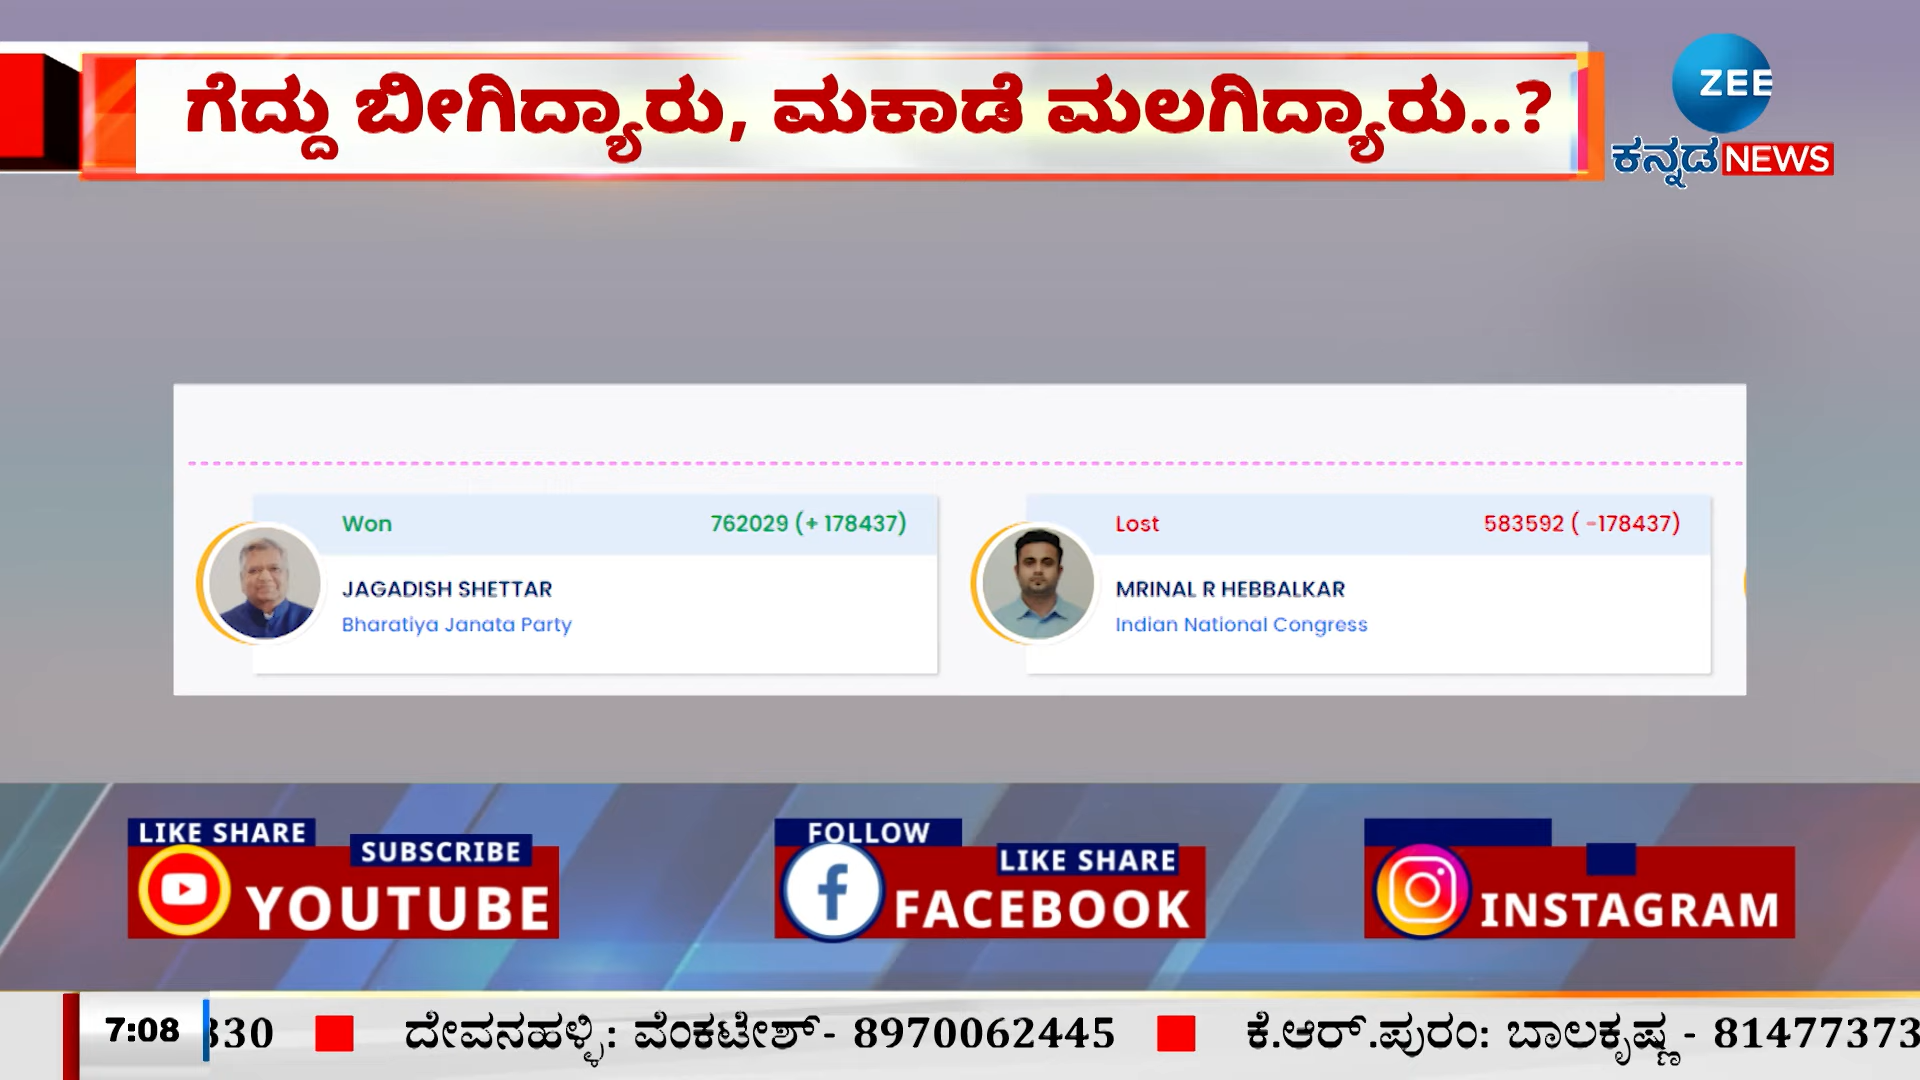 ಗೆದ್ದು ಬೀಗಿದ್ಯಾರು, ಮಕಾಡೆ ಮಲಗಿದ್ಯಾರು..?
ZEE
ಕನ್ನಡ NEWS
Won 762029 (+ 178437)
JAGADISH SHETTAR
Bharatiya Janata Party
Lost 583592 ( -178437)
MRINAL R HEBBALKAR
Indian National Congress
LIKE SHARE
SUBSCRIBE
YOUTUBE
FOLLOW
LIKE SHARE
FACEBOOK
INSTAGRAM
7:08 330 ದೇವನಹಳ್ಳಿ: ವೆಂಕಟೇಶ್- 8970062445 ಕೆ.ಆರ್.ಪುರಂ: ಬಾಲಕೃಷ್ಣ - 81477373